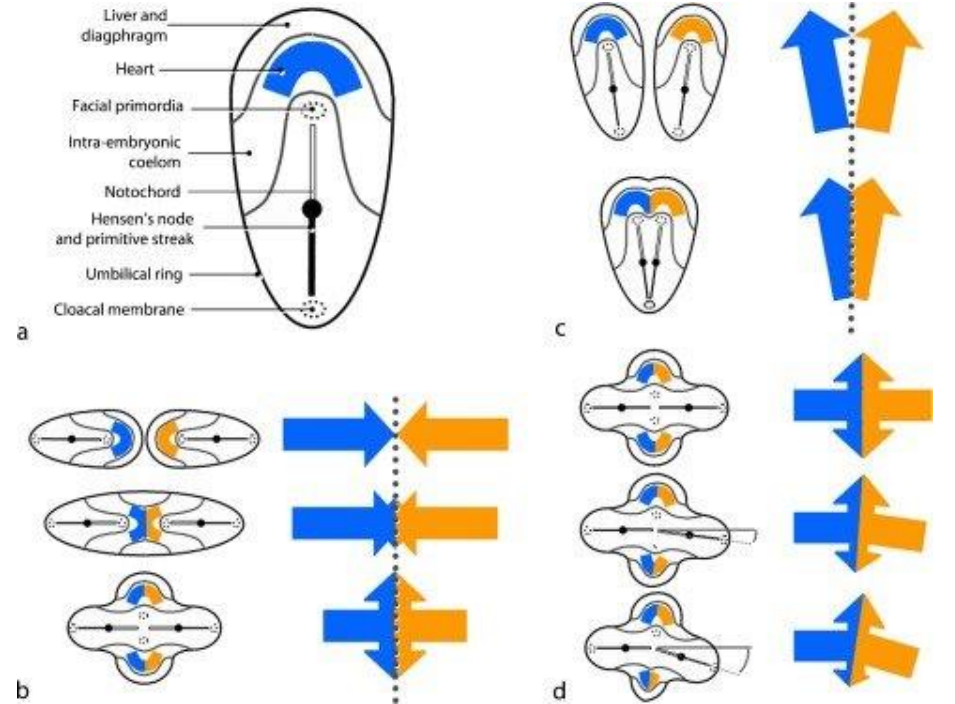 Liver and
diagphragm
Heart
Facial primordia
Intra-embryonic
coelom
Notochord
Hensen's node
and primitive streak
Umbilical ring
Cloacal membrane
a
b
c
d